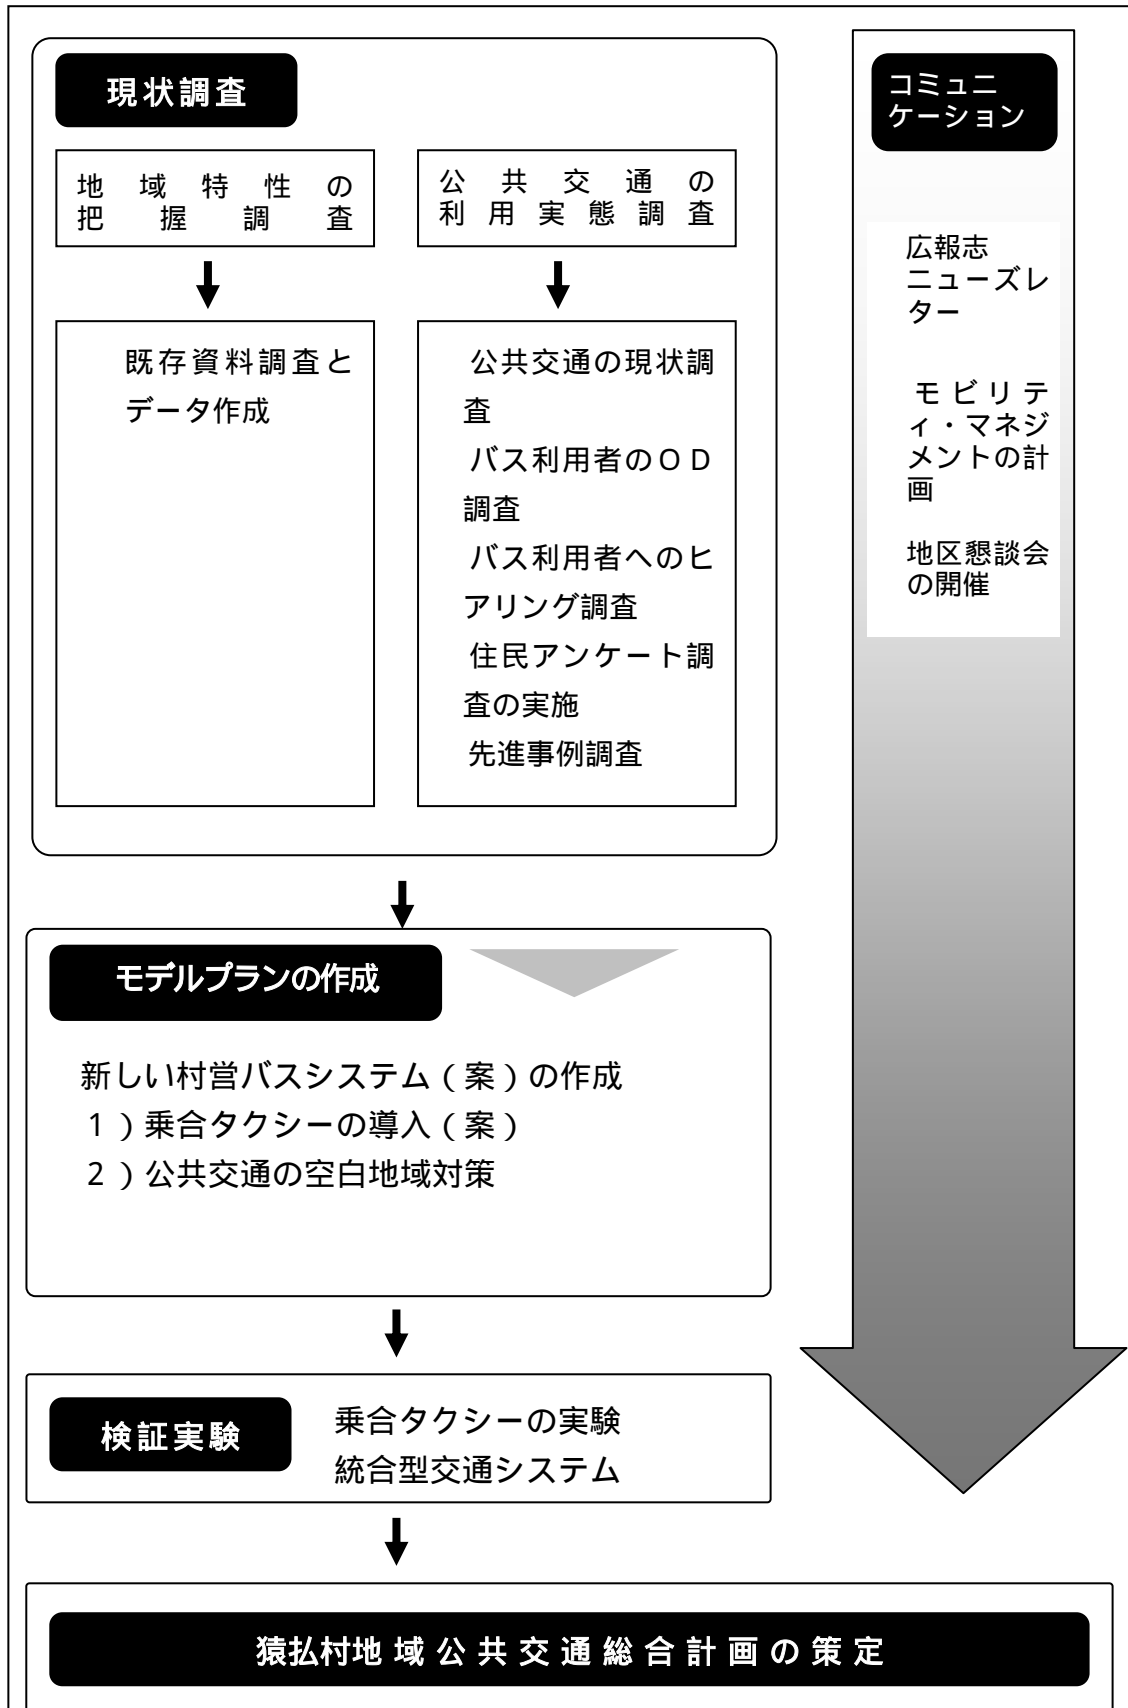 現状調査
地域特性の
把握調査
既存資料調査と
データ作成
公共交通の
利用実態調査
公共交通の現状調
査
バス利用者のＯＤ
調査
バス利用者へのヒ
アリング調査
住民アンケート調
査の実施
先進事例調査
コミュニ
ケーション
広報志
ニューズレ
ター
モビリテ
ィ・マネジ
メントの計
画
地区懇談会
の開催
モデルプランの作成
新しい村営バスシステム（案）の作成
1）乗合タクシーの導入（案）
2）公共交通の空白地域対策
検証実験
乗合タクシーの実験
統合型交通システム
猿払村地域公共交通総合計画の策定